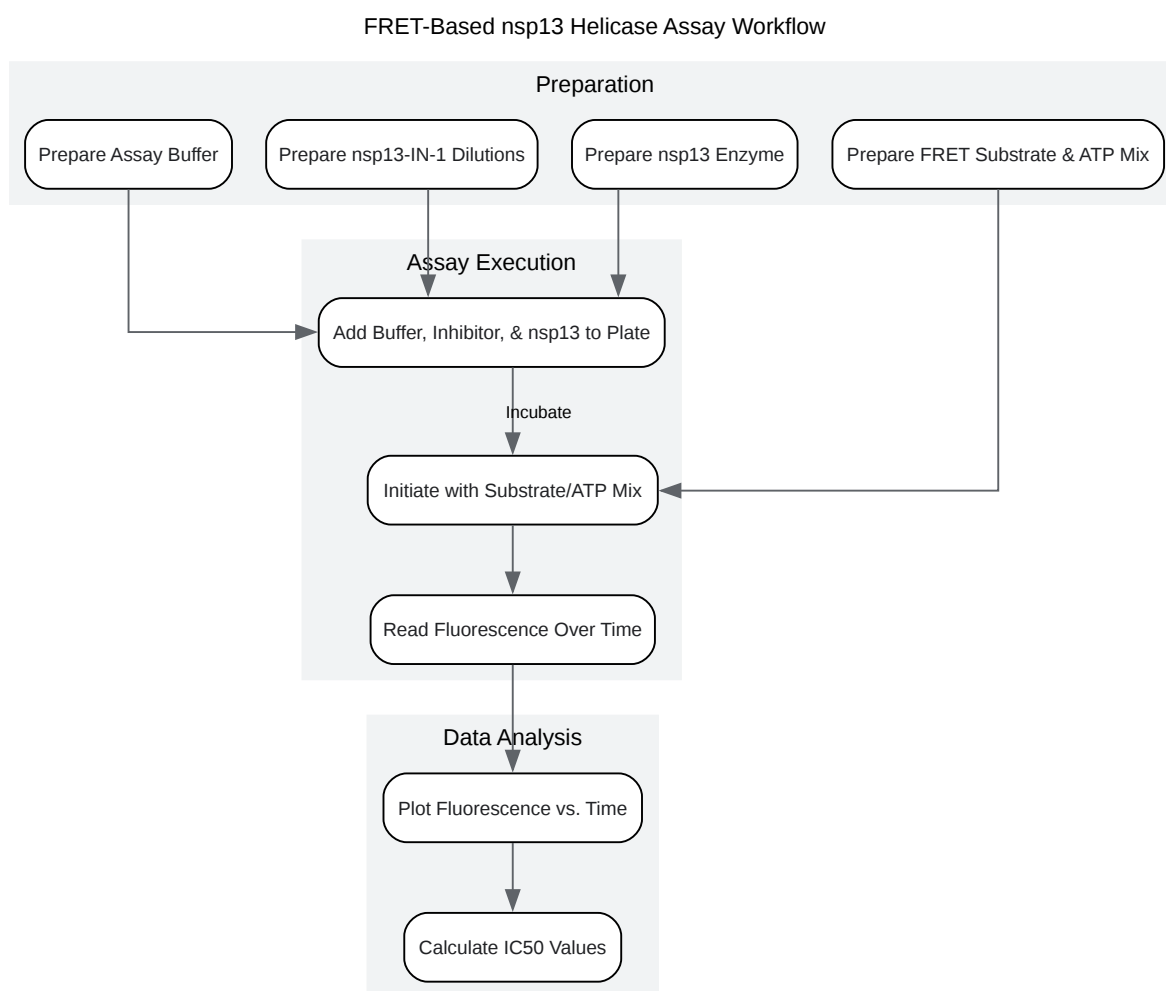 FRET-Based nsp13 Helicase Assay Workflow
Preparation
Prepare Assay Buffer
Prepare nsp13-IN-1 Dilutions
Prepare nsp13 Enzyme
Prepare FRET Substrate & ATP Mix
Assay Execution
Add Buffer, Inhibitor, & nsp13 to Plate
Incubate
Initiate with Substrate/ATP Mix
Read Fluorescence Over Time
Data Analysis
Plot Fluorescence vs. Time
Calculate IC50 Values